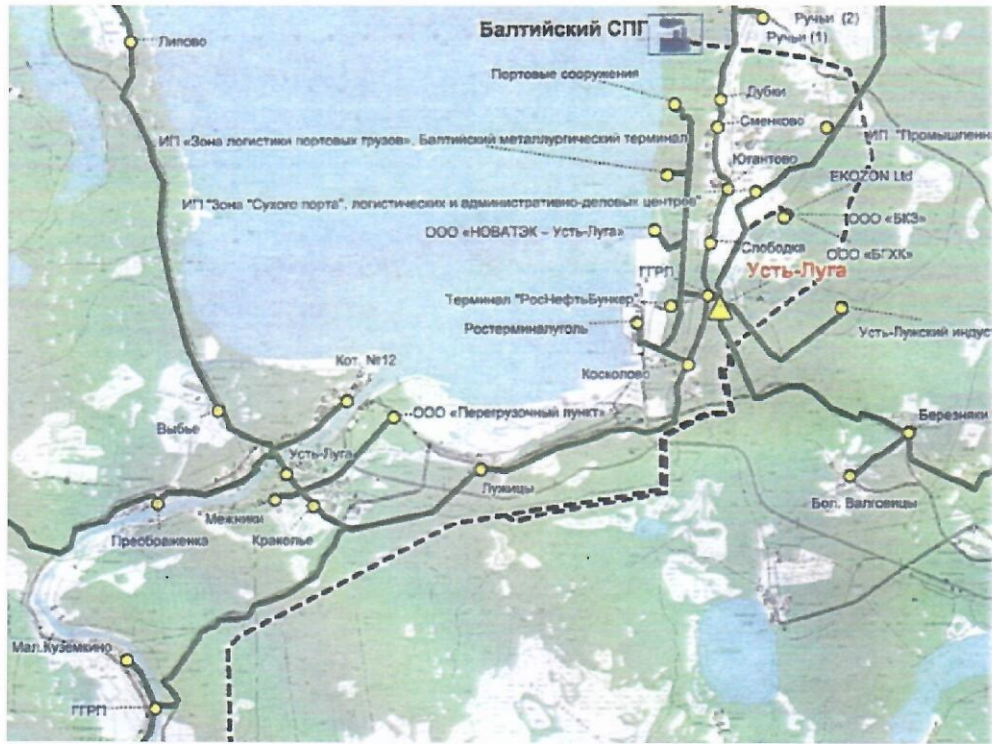 Балтийский СПГ
Ручьи (2)
Ручьи (1)
Липово
Портовые сооружения
Дубки
Сменково
ИП «Зона логистики портовых грузов», Балтийский металлургический терминал
ИП "Промышленна
Югантово
EKOZON Ltd
ИП "Зона "Сухого порта", логистических и административно-деловых центров"
ООО «БКЗ»
ООО «НОВАТЭК – Усть-Луга»
Слободка
ООО «БГХК»
ГГРП
Усть-Луга
Терминал "РосНефтьБункер"
Ростерминалуголь
Усть-Лужский индуст
Кот. №12
Косколово
ООО «Перегрузочный пункт»
Выбье
Березняки
Усть-Луга
Лужицы
Бол. Валговицы
Межники
Преображенка
Краколье
Мал.Куземкино
ГГРП